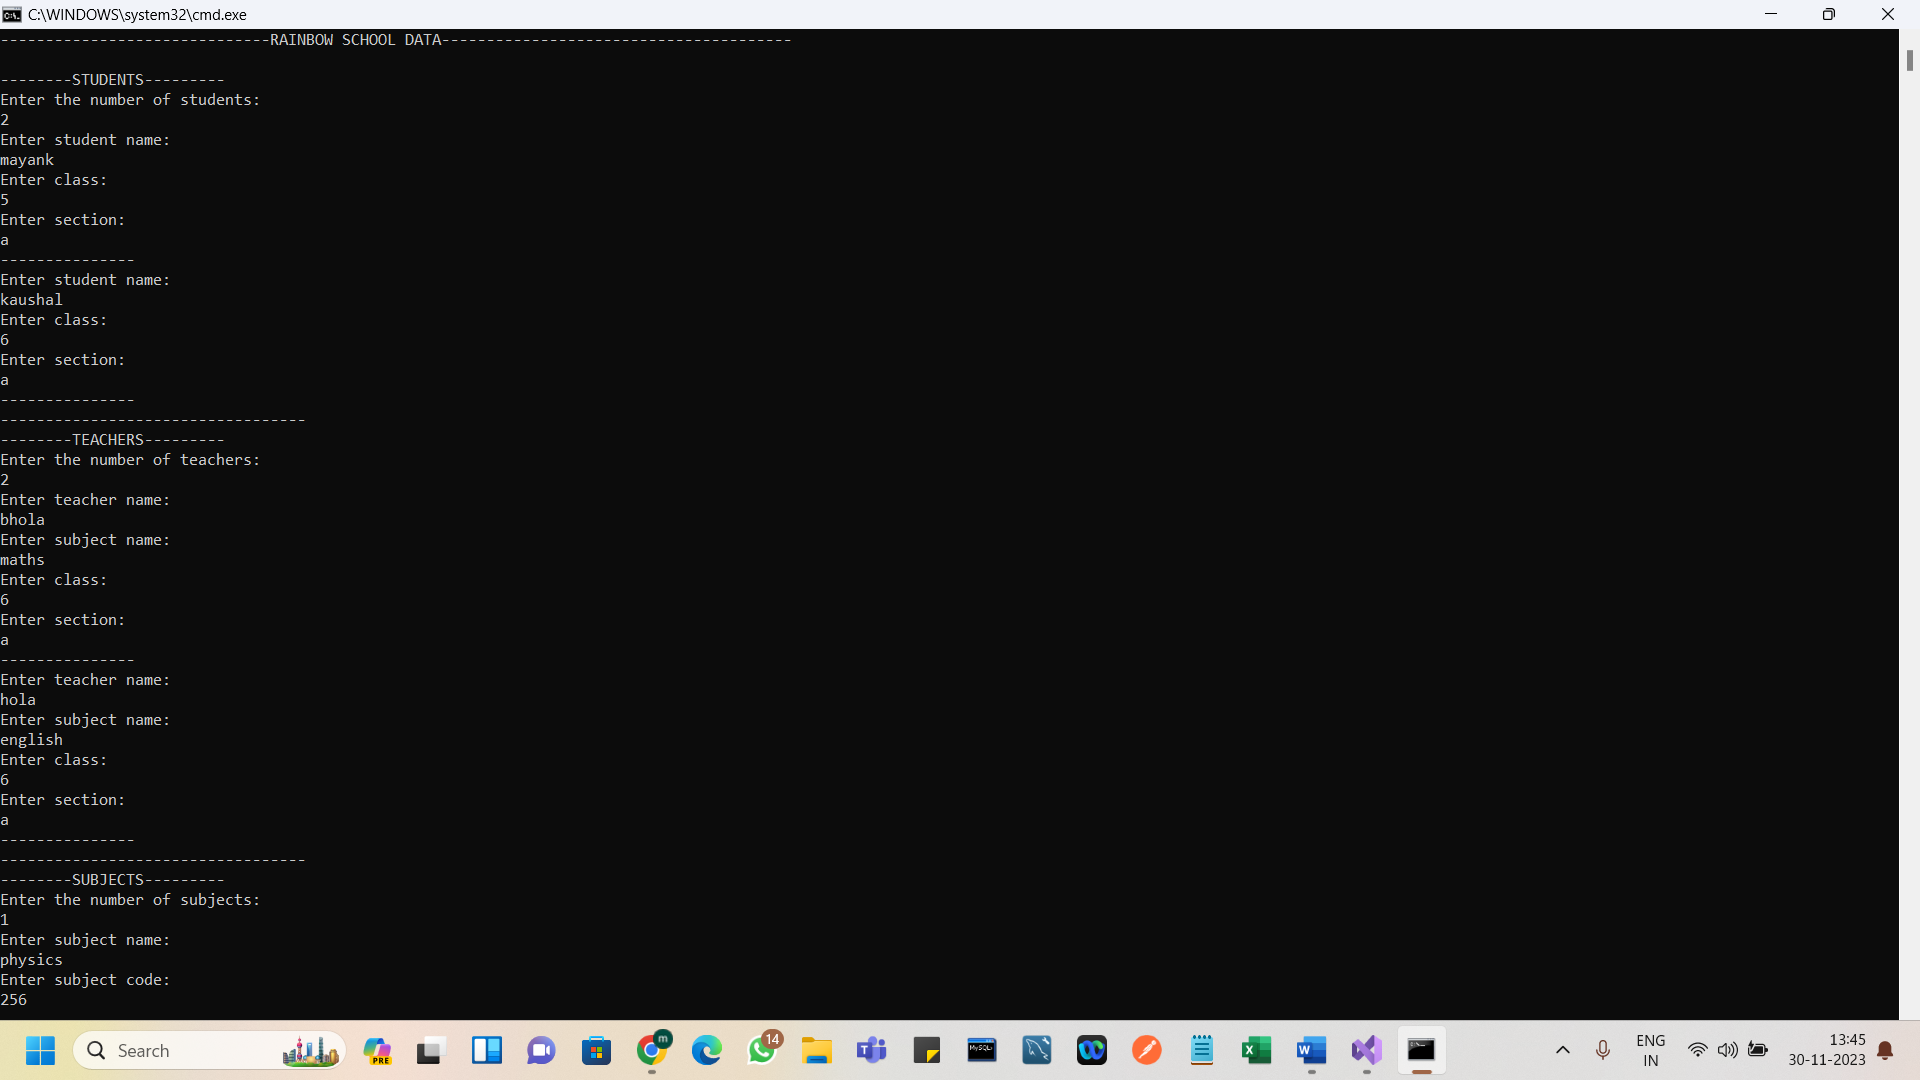 C:\WINDOWS\system32\cmd.exe
------------------------------RAINBOW SCHOOL DATA---------------------------------------
--------STUDENTS---------
Enter the number of students:
2
Enter student name:
mayank
Enter class:
5
Enter section:
a
---------------
Enter student name:
kaushal
Enter class:
6
Enter section:
a
---------------
----------------------------------
--------TEACHERS---------
Enter the number of teachers:
2
Enter teacher name:
bhola
Enter subject name:
maths
Enter class:
6
Enter section:
a
---------------
Enter teacher name:
hola
Enter subject name:
english
Enter class:
6
Enter section:
a
---------------
----------------------------------
--------SUBJECTS---------
Enter the number of subjects:
1
Enter subject name:
physics
Enter subject code:
256
Search
PRE
m
14
MySQL
ENG
IN
13:45
30-11-2023